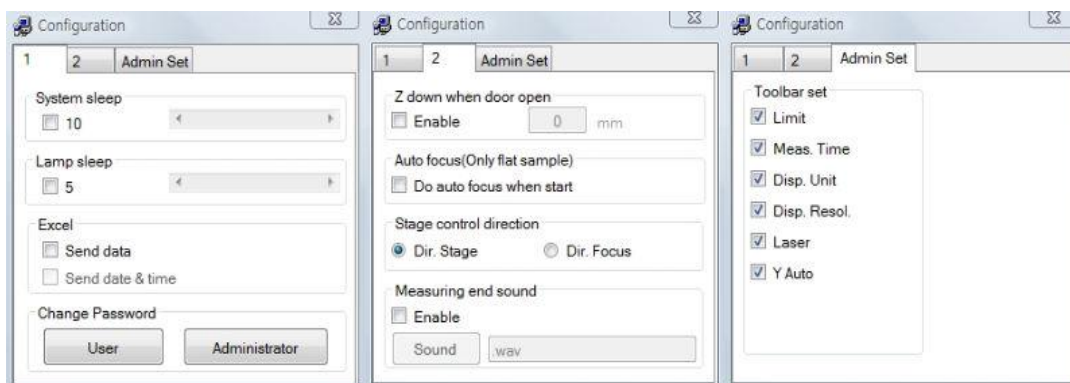 Configuration
1 2 Admin Set
System sleep
10
Lamp sleep
5
Excel
Send data
Send date & time
Change Password
User Administrator
Configuration
1 2 Admin Set
Z down when door open
Enable 0 mm
Auto focus(Only flat sample)
Do auto focus when start
Stage control direction
Dir. Stage Dir. Focus
Measuring end sound
Enable
Sound .wav
Configuration
1 2 Admin Set
Toolbar set
Limit
Meas. Time
Disp. Unit
Disp. Resol.
Laser
Y Auto